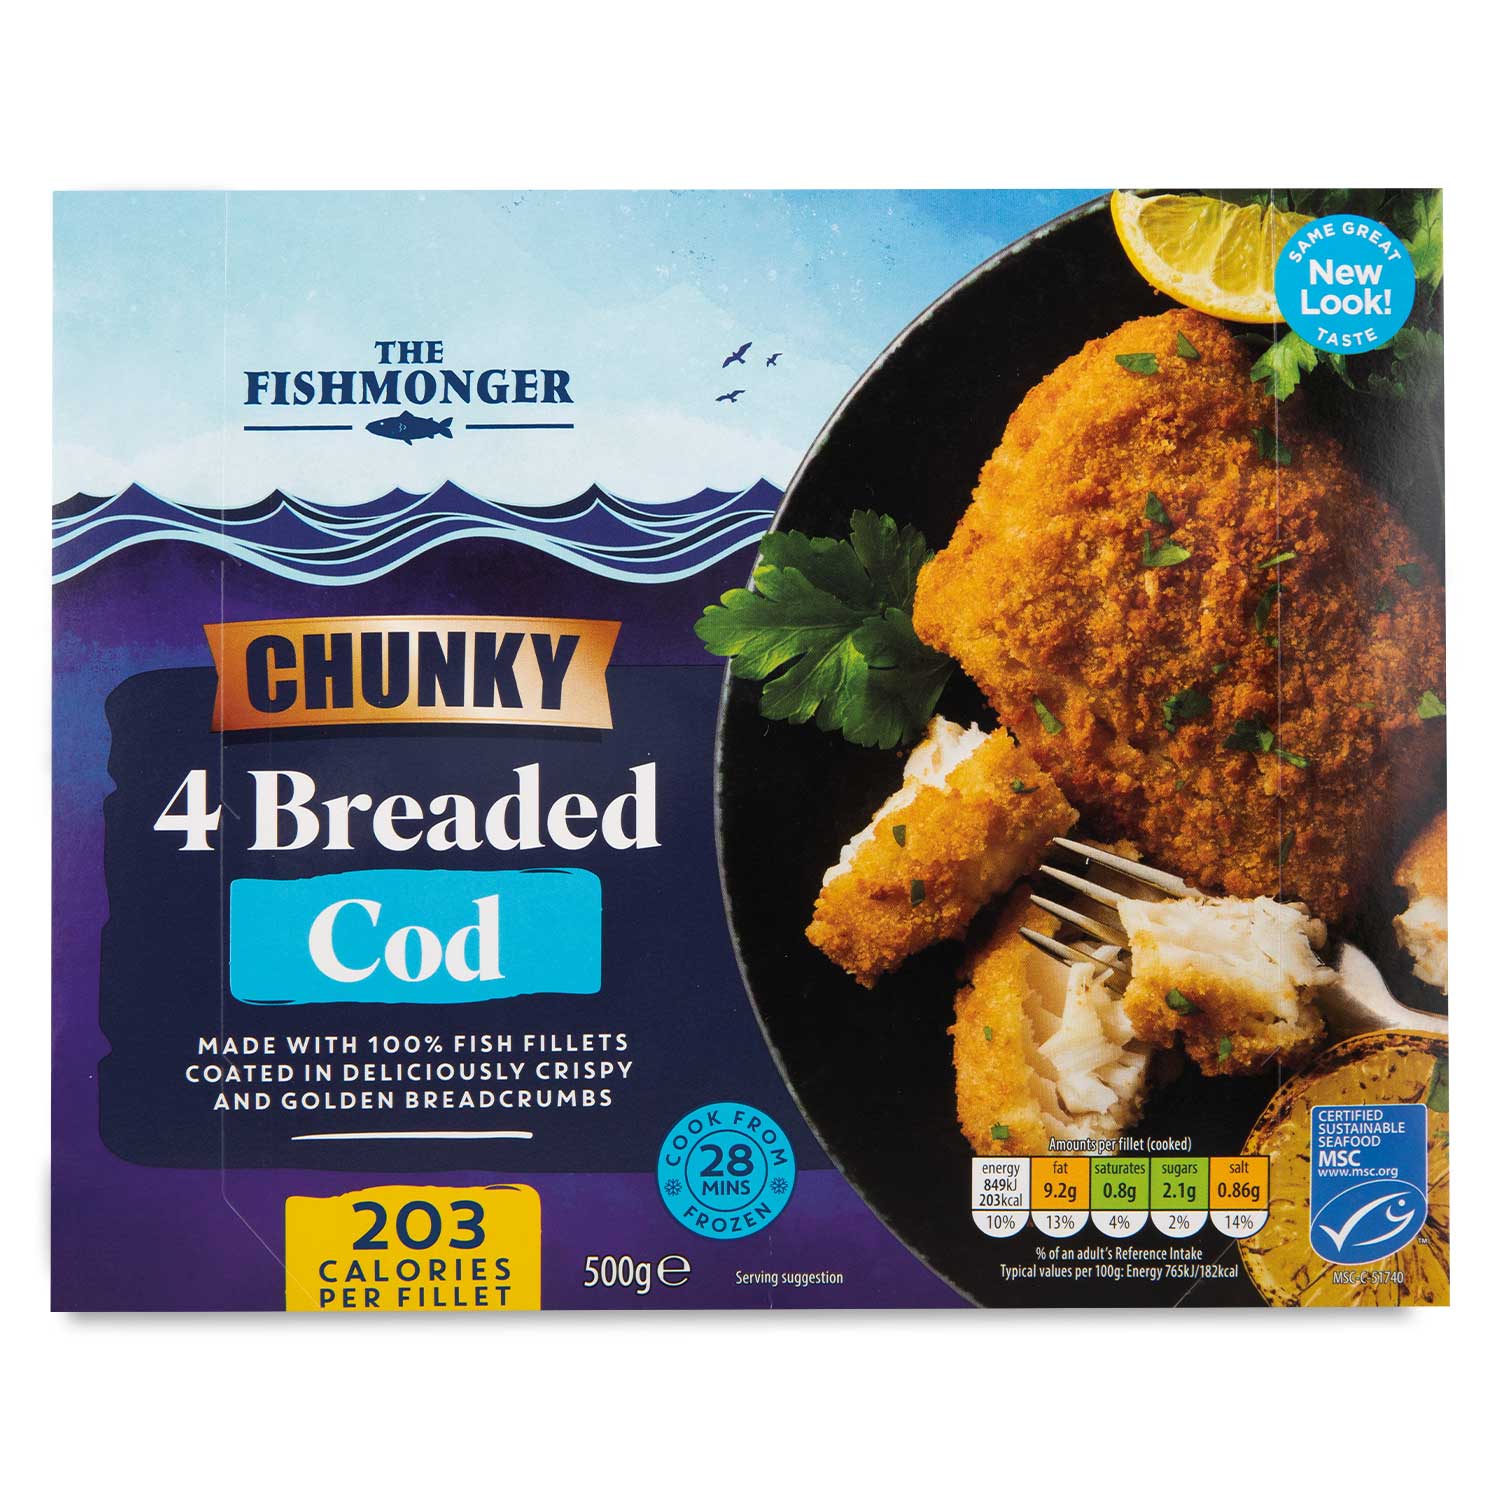 THE
FISHMONGER
SAME GREAT
New
Look!
TASTE
CHUNKY
4 Breaded
Cod
MADE WITH 100% FISH FILLETS
COATED IN DELICIOUSLY CRISPY
AND GOLDEN BREADCRUMBS
COOK FROM
28
MINS
FROZEN
203
CALORIES
PER FILLET
500g℮
Serving suggestion
Amounts per fillet (cooked)
energy fat saturates sugars salt
849kJ
203kcal 9.2g 0.8g 2.1g 0.86g
10% 13% 4% 2% 14%
% of an adult's Reference Intake
Typical values per 100g: Energy 765kJ/182kcal
CERTIFIED
SUSTAINABLE
SEAFOOD
MSC
www.msc.org
TM
MSC-C-51740